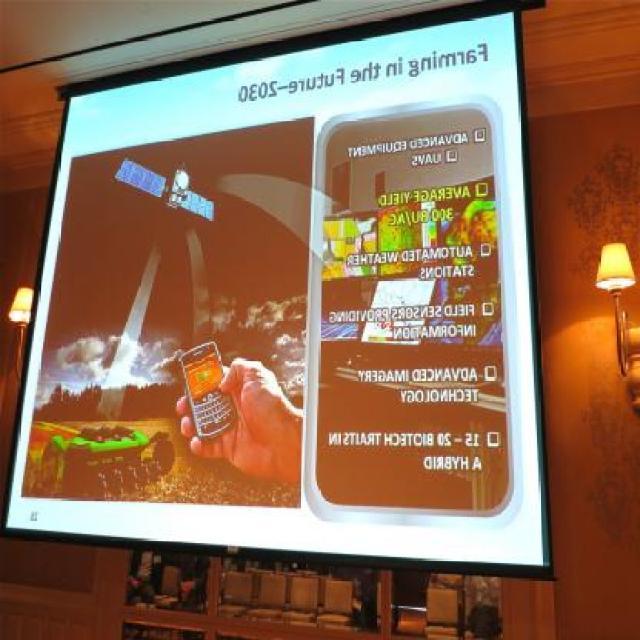 Farming in the Future–2030
❑ ADVANCED EQUIPMENT
❑ UAVS
❑ AVERAGE YIELD
300 BU/AC
❑ AUTOMATED WEATHER
STATIONS
❑ FIELD SENSORS PROVIDING
INFORMATION
❑ ADVANCED IMAGERY
TECHNOLOGY
❑ 15 – 20 BIOTECH TRAITS IN
A HYBRID